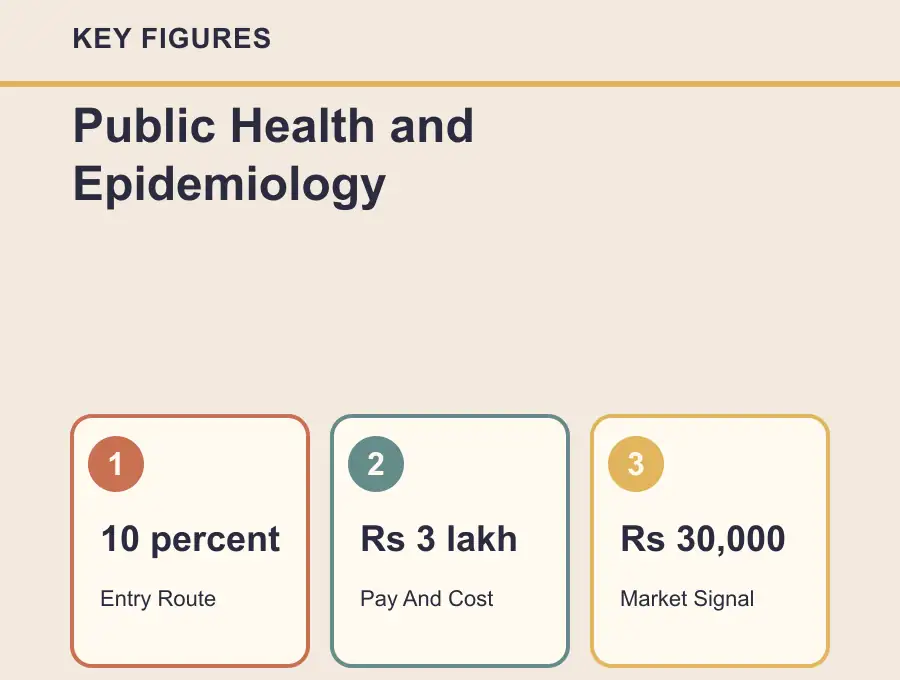 KEY FIGURES
Public Health and
Epidemiology
1
10 percent
Entry Route
2
Rs 3 lakh
Pay And Cost
3
Rs 30,000
Market Signal